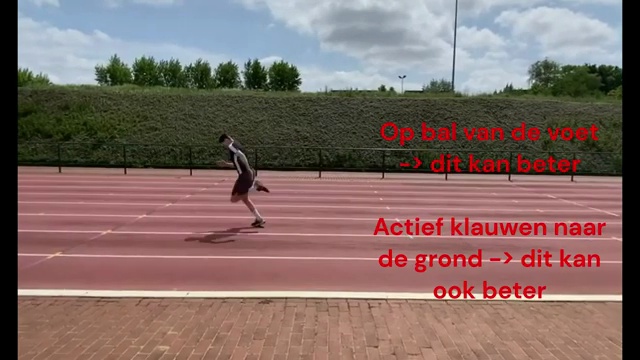 Op bal van de voet
-> dit kan beter
Actief klauwen naar
de grond -> dit kan
ook beter